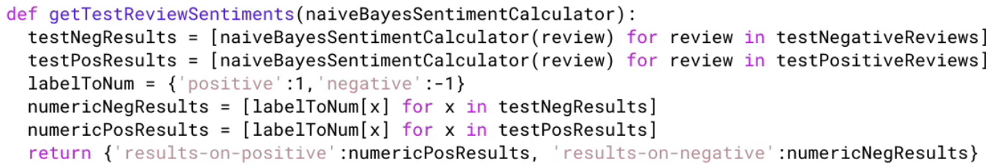 def getTestReviewSentiments(naiveBayesSentimentCalculator):
  testNegResults = [naiveBayesSentimentCalculator(review) for review in testNegativeReviews]
  testPosResults = [naiveBayesSentimentCalculator(review) for review in testPositiveReviews]
  labelToNum = {'positive':1,'negative':-1}
  numericNegResults = [labelToNum[x] for x in testNegResults]
  numericPosResults = [labelToNum[x] for x in testPosResults]
  return {'results-on-positive':numericPosResults, 'results-on-negative':numericNegResults}